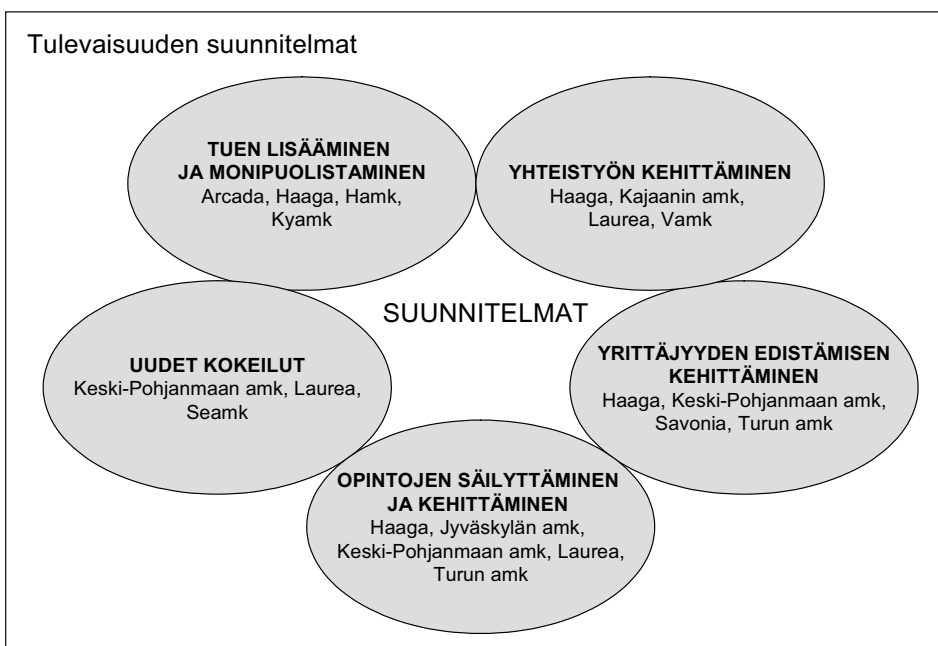 Tulevaisuuden suunnitelmat
TUEN LISÄÄMINEN
JA MONIPUOLISTAMINEN
Arcada, Haaga, Hamk,
Kyamk
YHTEISTYÖN KEHITTÄMINEN
Haaga, Kajaanin amk,
Laurea, Vamk
SUUNNITELMAT
UUDET KOKEILUT
Keski-Pohjanmaan amk, Laurea,
Seamk
YRITTÄJYYDEN EDISTÄMISEN
KEHITTÄMINEN
Haaga, Keski-Pohjanmaan amk,
Savonia, Turun amk
OPINTOJEN SÄILYTTÄMINEN
JA KEHITTÄMINEN
Haaga, Jyväskylän amk,
Keski-Pohjanmaan amk, Laurea,
Turun amk